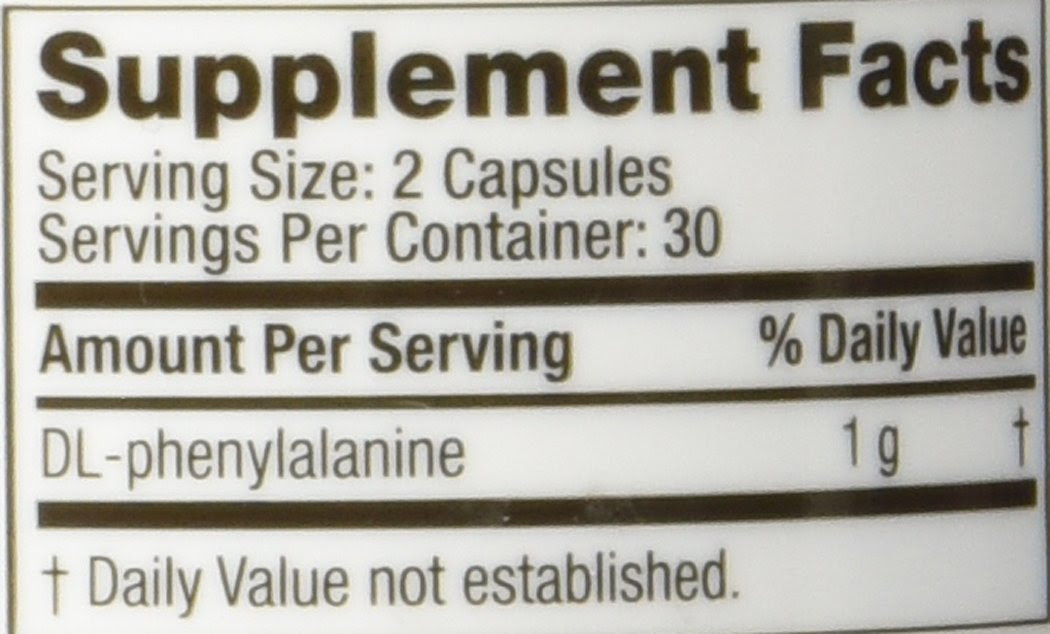 Supplement Facts
Serving Size: 2 Capsules
Servings Per Container: 30
Amount Per Serving % Daily Value
DL-phenylalanine 1 g †
† Daily Value not established.